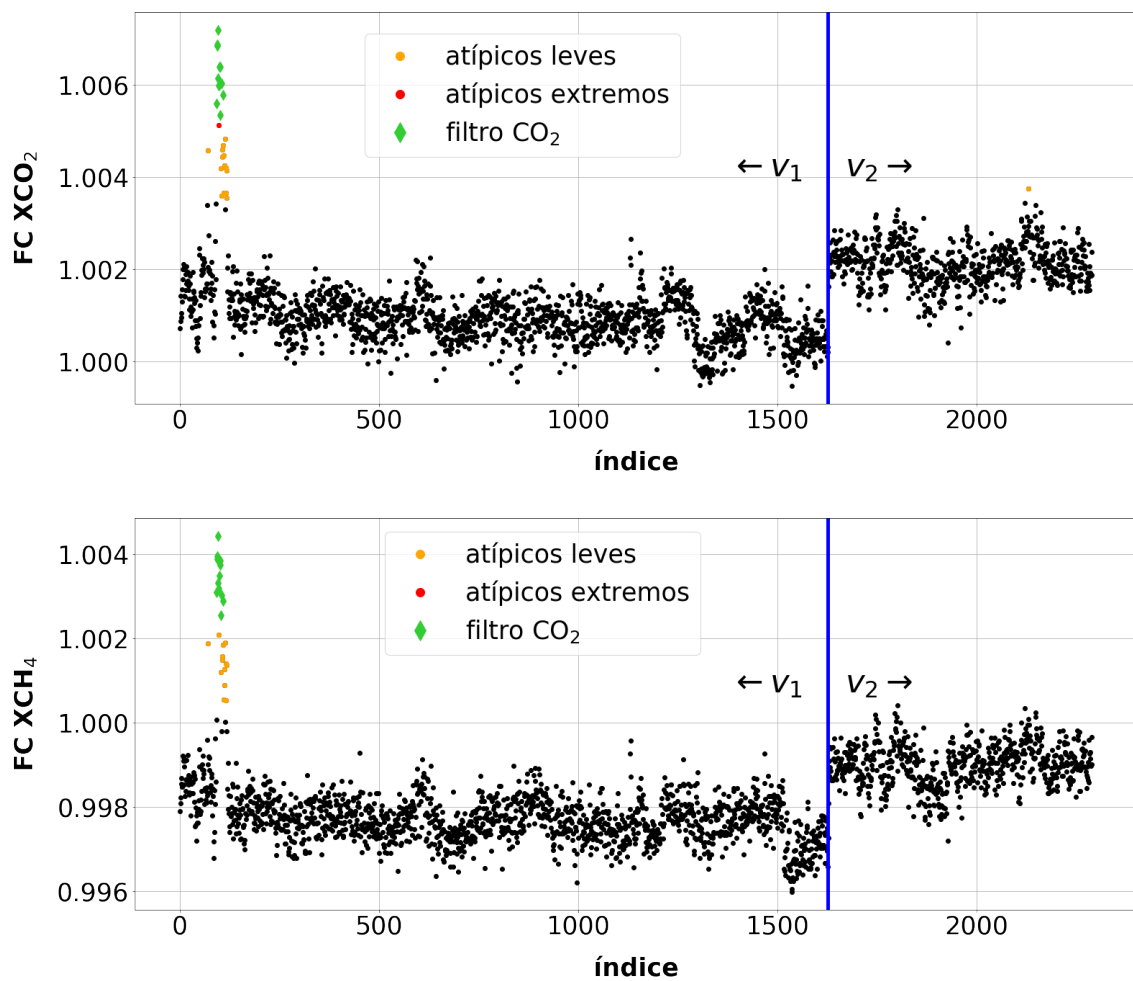 FC XCO₂
1.006
1.004
1.002
1.000
atípicos leves
atípicos extremos
filtro CO₂
← v₁
v₂ →
0
500
1000
1500
2000
índice
FC XCH₄
1.004
1.002
1.000
0.998
0.996
atípicos leves
atípicos extremos
filtro CO₂
← v₁
v₂ →
0
500
1000
1500
2000
índice